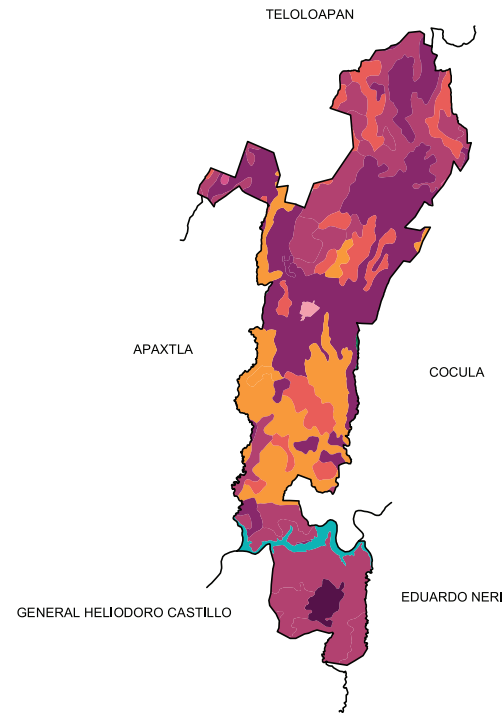 TELOLOAPAN
APAXTLA
COCULA
EDUARDO NERI
GENERAL HELIODORO CASTILLO